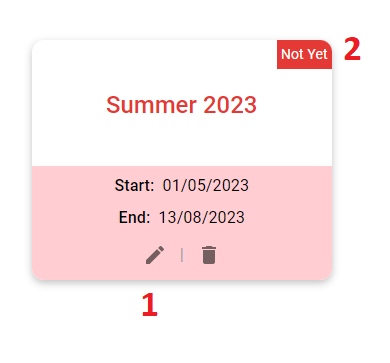 Not Yet
2
Summer 2023
Start: 01/05/2023
End: 13/08/2023
|
1